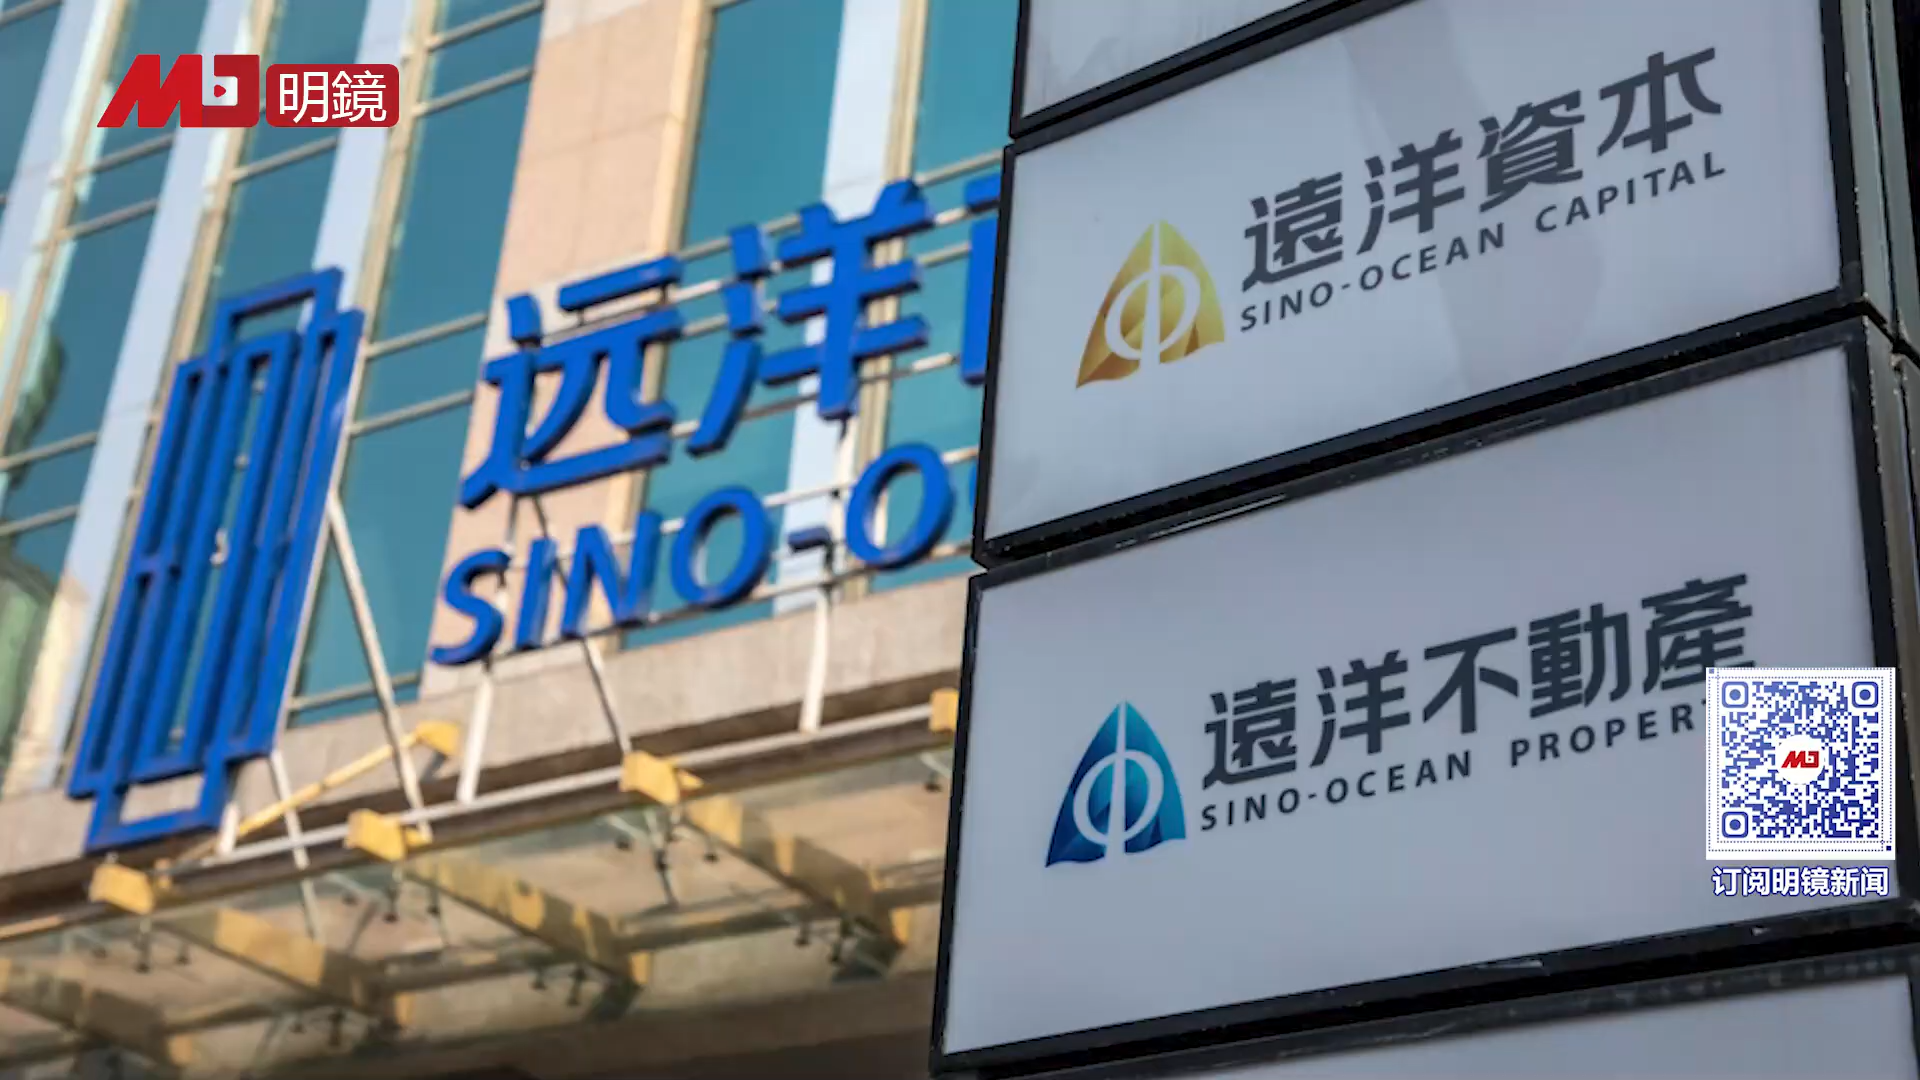 明鏡
远洋
SINO-O
遠洋資本
SINO-OCEAN CAPITAL
遠洋不動產
SINO-OCEAN PROPERT
订阅明镜新闻